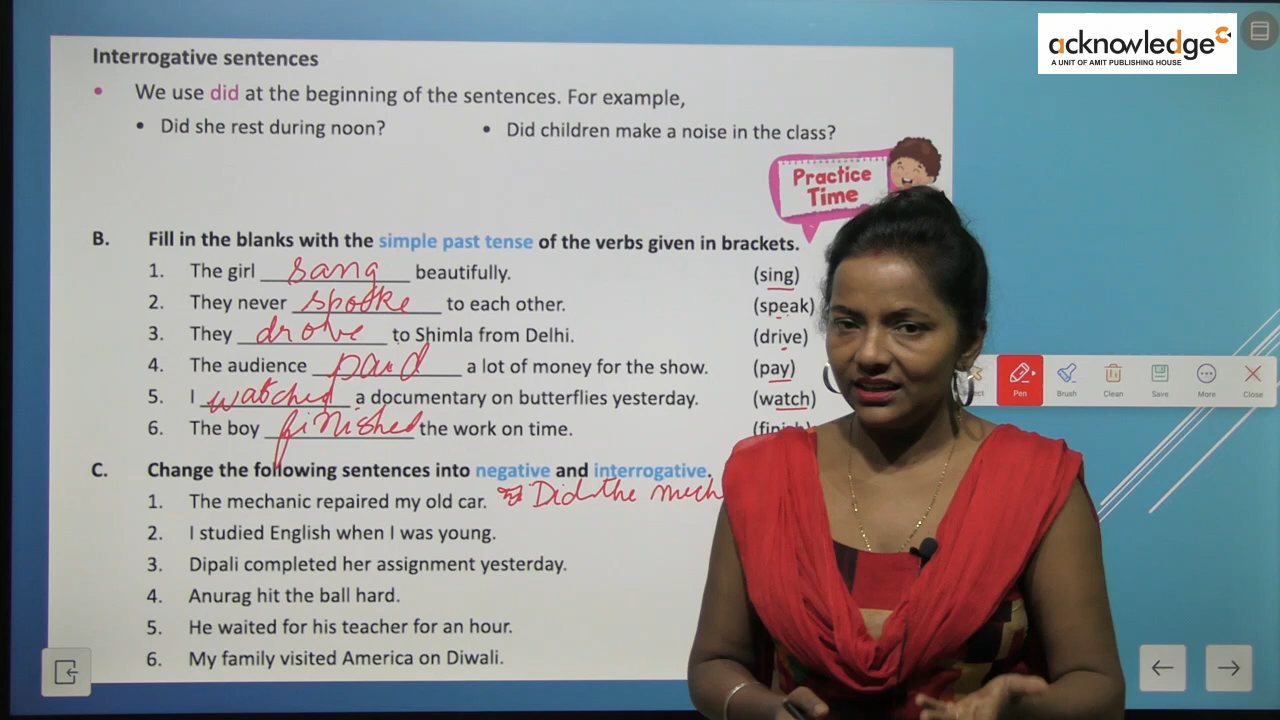 acknowledge
A UNIT OF AMIT PUBLISHING HOUSE
Interrogative sentences
• We use did at the beginning of the sentences. For example,
• Did she rest during noon? • Did children make a noise in the class?
Practice
Time
B. Fill in the blanks with the simple past tense of the verbs given in brackets.
1. The girl sang beautifully. (sing)
2. They never spoke to each other. (speak)
3. They drove to Shimla from Delhi. (drive)
4. The audience paid a lot of money for the show. (pay)
5. I watched a documentary on butterflies yesterday. (watch)
6. The boy finished the work on time. (finish)
C. Change the following sentences into negative and interrogative.
1. The mechanic repaired my old car. Did the mech
2. I studied English when I was young.
3. Dipali completed her assignment yesterday.
4. Anurag hit the ball hard.
5. He waited for his teacher for an hour.
6. My family visited America on Diwali.
Pen Brush Clean Save More Close